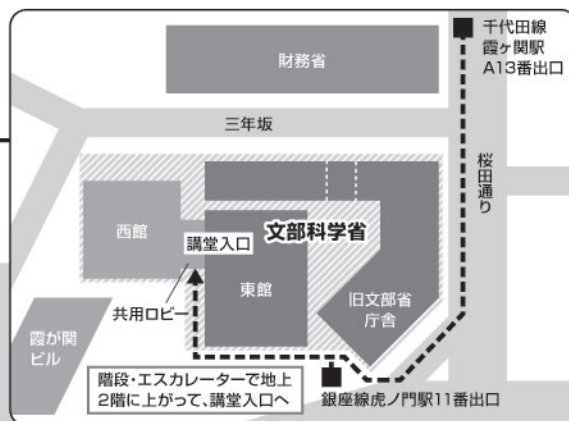 千代田線
霞ヶ関駅
A13番出口
財務省
三年坂
桜田通り
西館
文部科学省
講堂入口
東館
旧文部省
庁舎
共用ロビー
霞が関
ビル
階段・エスカレーターで地上
2階に上がって、講堂入口へ
銀座線虎ノ門駅11番出口